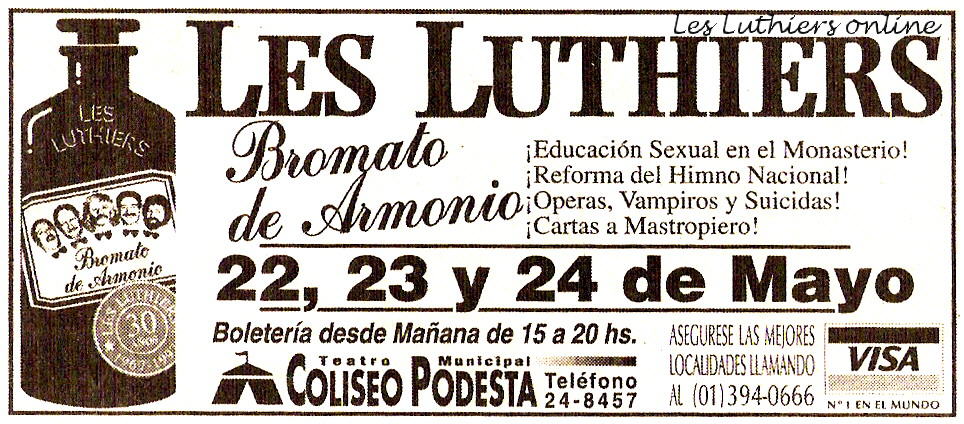 Les Luthiers online
LES LUTHIERS
LES
LUTHIERS
Bromato
de Armonio
¡Educación Sexual en el Monasterio!
¡Reforma del Himno Nacional!
¡Operas, Vampiros y Suicidas!
¡Cartas a Mastropiero!
Bromato
de Armonio
30
22, 23 y 24 de Mayo
Boletería desde Mañana de 15 a 20 hs.
Teatro Municipal
COLISEO PODESTA
Teléfono
24-8457
ASEGURESE LAS MEJORES
LOCALIDADES LLAMANDO
AL (01) 394-0666
VISA
Nº 1 EN EL MUNDO